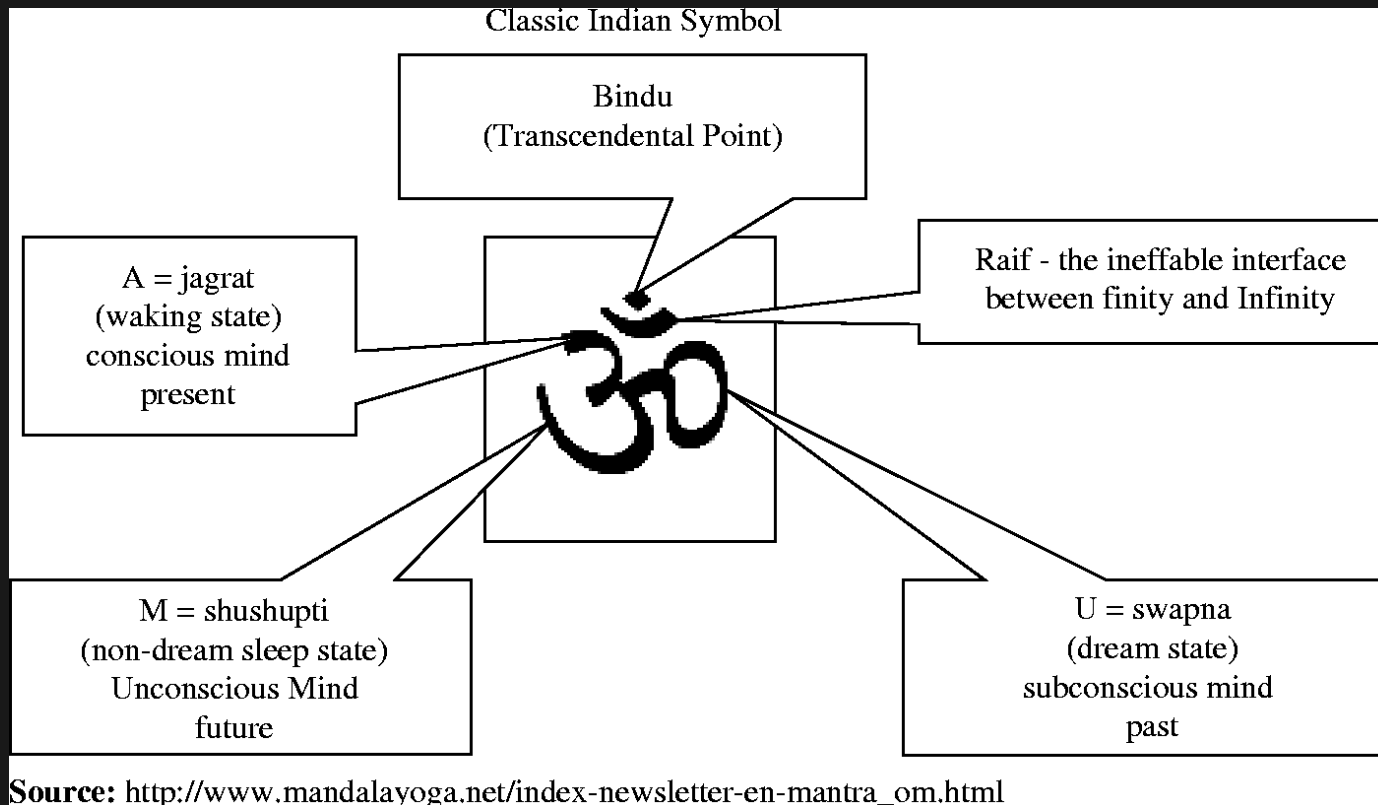 Classic Indian Symbol
Bindu
(Transcendental Point)
A = jagrat
(waking state)
conscious mind
present
Raif - the ineffable interface
between finity and Infinity
ॐ
M = shushupti
(non-dream sleep state)
Unconscious Mind
future
U = swapna
(dream state)
subconscious mind
past
Source: http://www.mandalayoga.net/index-newsletter-en-mantra_om.html